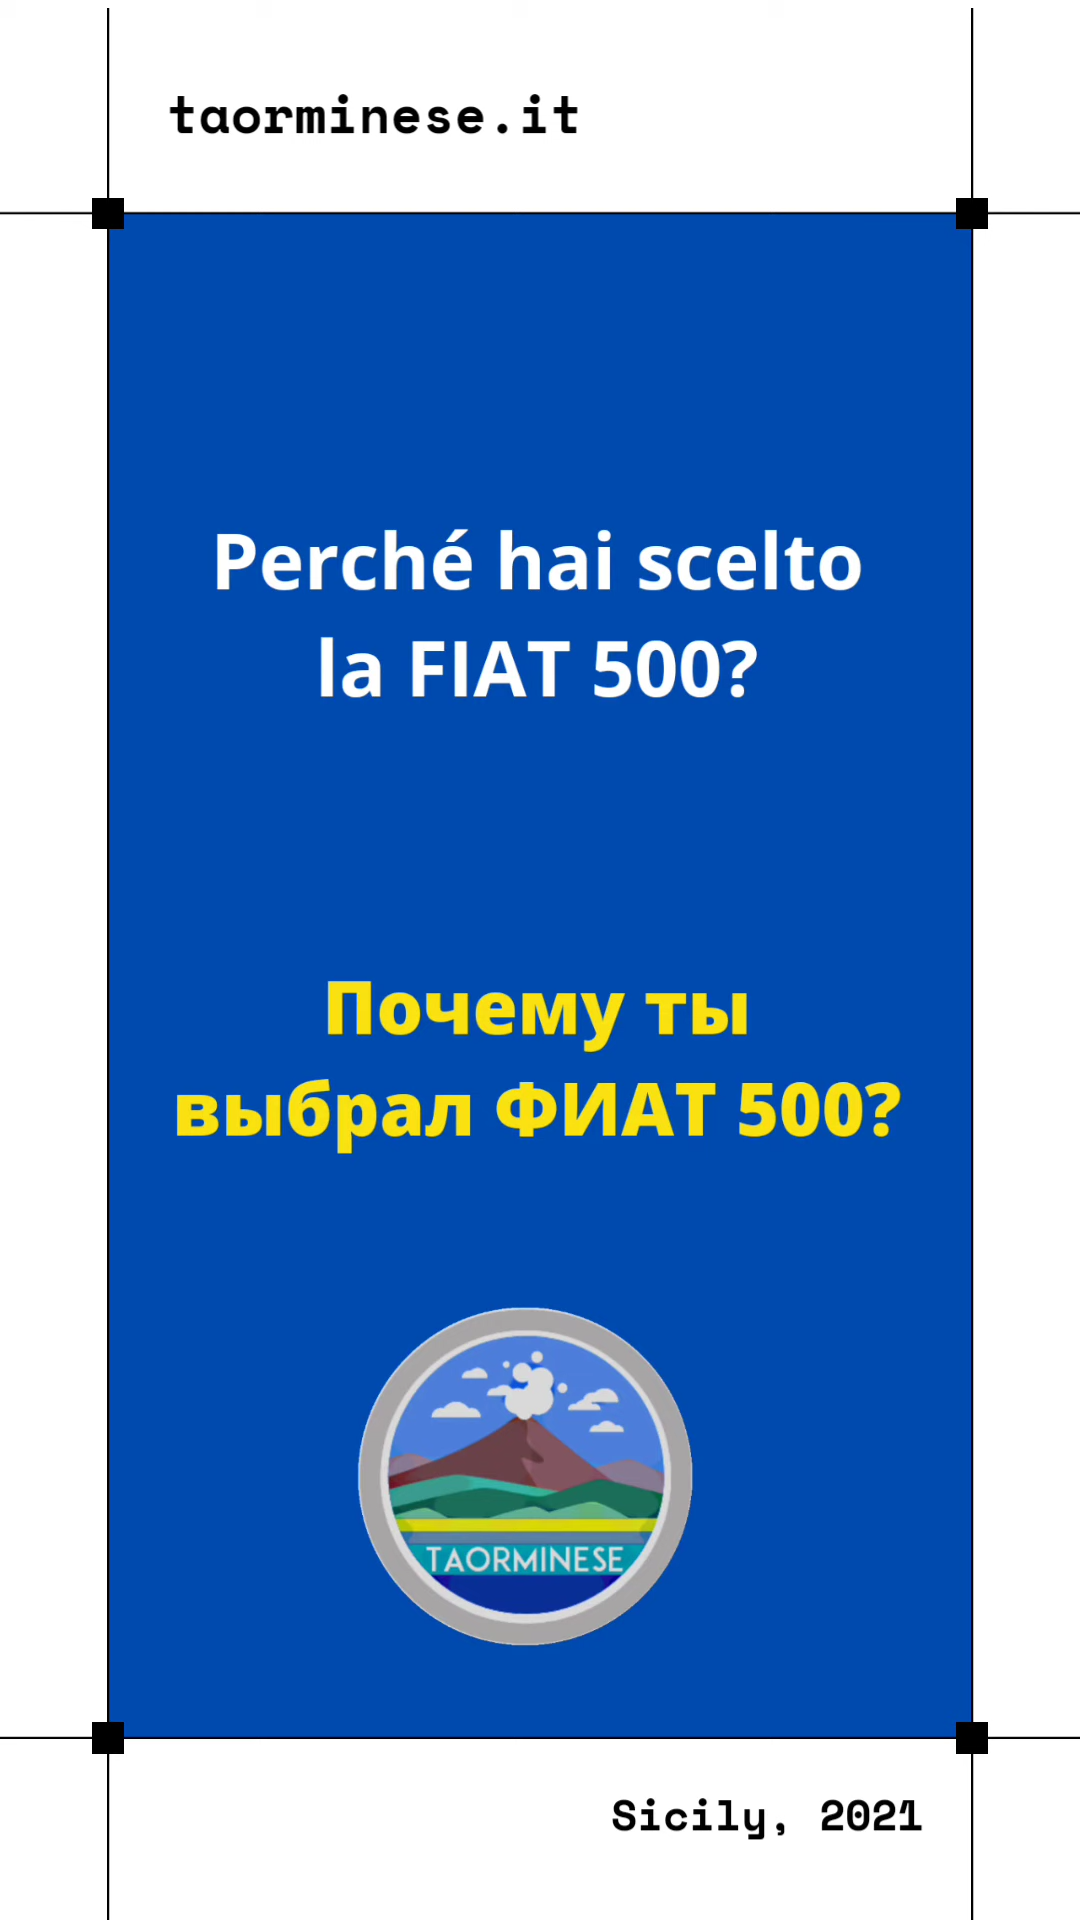 taorminese.it
Perché hai scelto
la FIAT 500?
Почему ты
выбрал ФИАТ 500?
TAORMINESE
Sicily, 2021